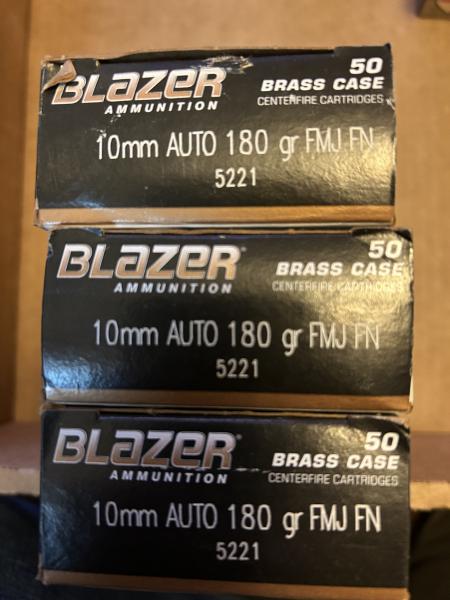 BLazer
50
BRASS CASE
AMMUNITION
CENTERFIRE CARTRIDGES
10mm AUTO 180 gr FMJ FN
5221
BLazer
50
BRASS CASE
AMMUNITION
CENTERFIRE CARTRIDGES
10mm AUTO 180 gr FMJ FN
5221
BLazer
50
BRASS CASE
AMMUNITION
CENTERFIRE CARTRIDGES
10mm AUTO 180 gr FMJ FN
5221